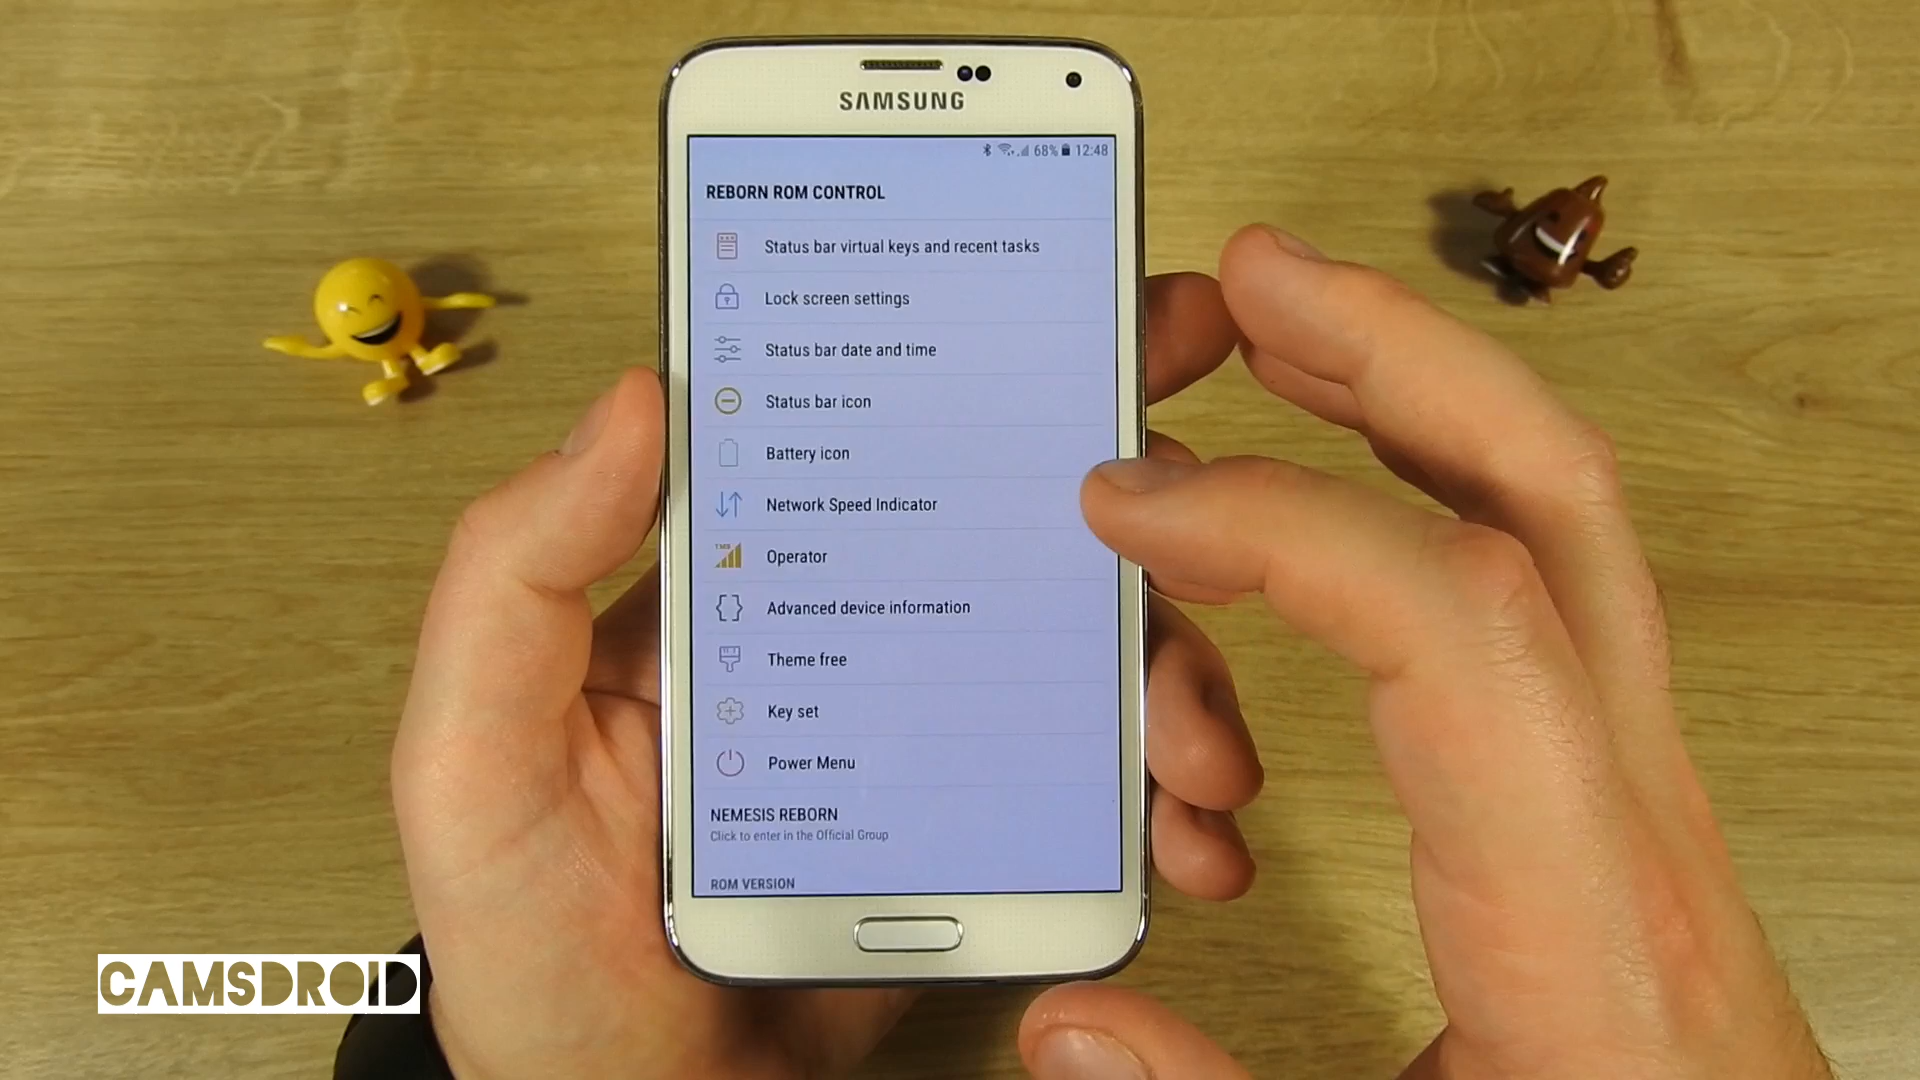 SAMSUNG
68% 12:48
REBORN ROM CONTROL
Status bar virtual keys and recent tasks
Lock screen settings
Status bar date and time
Status bar icon
Battery icon
Network Speed Indicator
Operator
Advanced device information
Theme free
Key set
Power Menu
NEMESIS REBORN
Click to enter in the Official Group
ROM VERSION
CAMSDROID